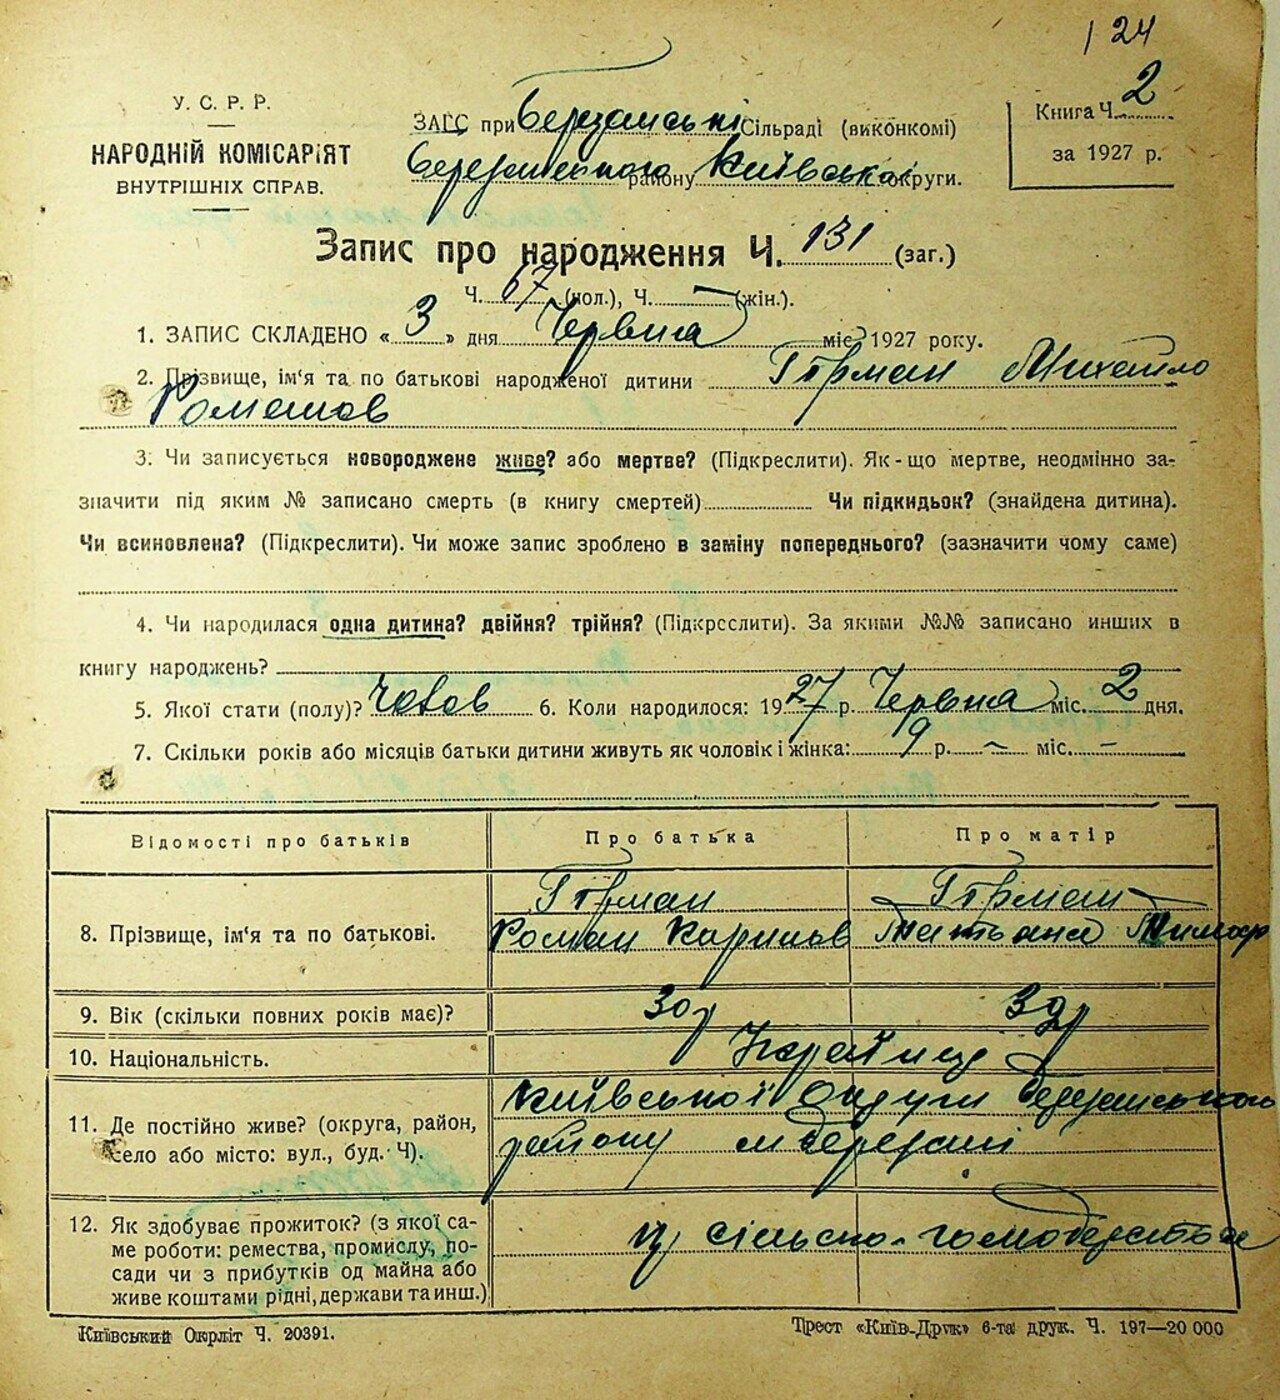 124
У. С. Р. Р.
НАРОДНІЙ КОМІСАРІЯТ
ВНУТРІШНІХ СПРАВ.
ЗАГС при Березанські Сільраді (виконкомі)
Березанського району Київської округи.
Книга Ч. 2
за 1927 р.
Запис про народження Ч. 131 (заг.)
Ч. 67 (чол.), Ч. — (жін.).
1. ЗАПИС СКЛАДЕНО « 3 » дня Червня міс. 1927 року.
2. Прізвище, ім'я та по батькові народженої дитини Михайло
Романов
3. Чи записується новороджене живе? або мертве? (Підкреслити). Як-що мертве, неодмінно за-
значити під яким № записано смерть (в книгу смертей) Чи підкидьок? (знайдена дитина).
Чи всиновлена? (Підкреслити). Чи може запис зроблено в заміну попереднього? (зазначити чому саме)
4. Чи народилася одна дитина? двійня? трійня? (Підкреслити). За якими №№ записано инших в
книгу народжень?
5. Якої стати (полу)? Чолов 6. Коли народилося: 1927 р. Червня міс. 2 дня.
7. Скільки років або місяців батьки дитини живуть як чоловік і жінка: 9 р. — міс. —
Відомості про батьків Про батька Про матір
8. Прізвище, ім'я та по батькові.
Роман Тетьяна
9. Вік (скільки повних років має)? 30 р 30 р
10. Національність. Українці
11. Де постійно живе? (округа, район,
село або місто: вул., буд. Ч).
Київської Округи Березанського
району м Березані
12. Як здобуває прожиток? (з якої са-
ме роботи: ремества, промислу, по-
сади чи з прибутків од майна або
живе коштами рідні, держави та инш.)
сільсько-господарства
Київський Окрліт Ч. 20391.
Трест «Київ-Друк» 6-та друк. Ч. 197—20 000